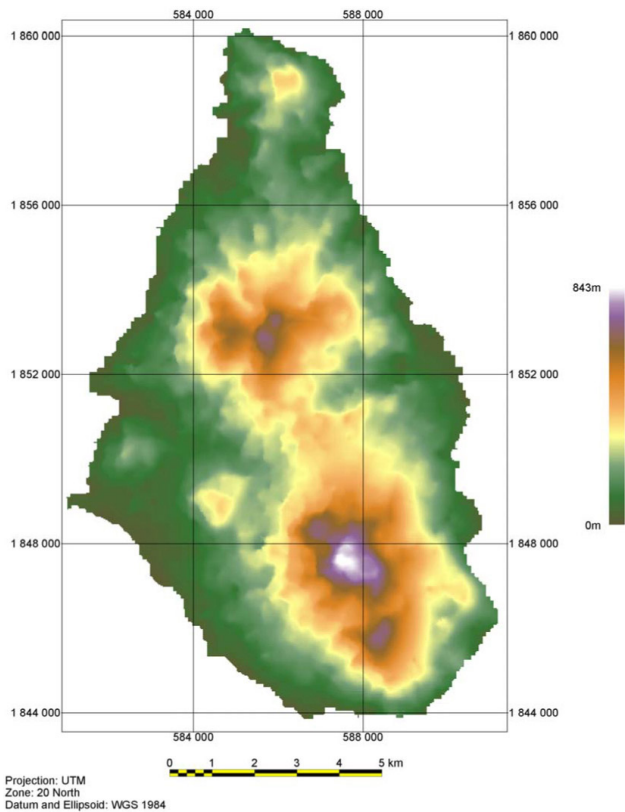 584 000 588 000
1 860 000 1 860 000
1 856 000 1 856 000
843m
1 852 000 1 852 000
0m
1 848 000 1 848 000
1 844 000 1 844 000
584 000 588 000
0 1 2 3 4 5 km
Projection: UTM
Zone: 20 North
Datum and Ellipsoid: WGS 1984